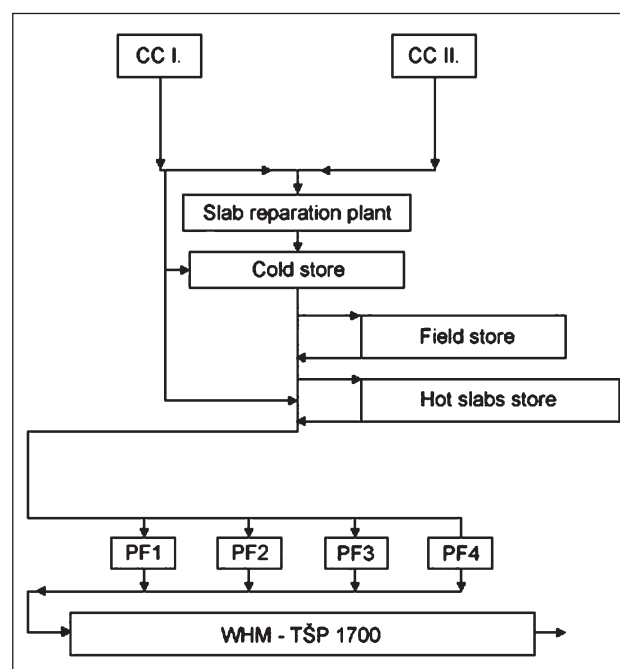 CC I.
CC II.
Slab reparation plant
Cold store
Field store
Hot slabs store
PF1
PF2
PF3
PF4
WHM - TŠP 1700